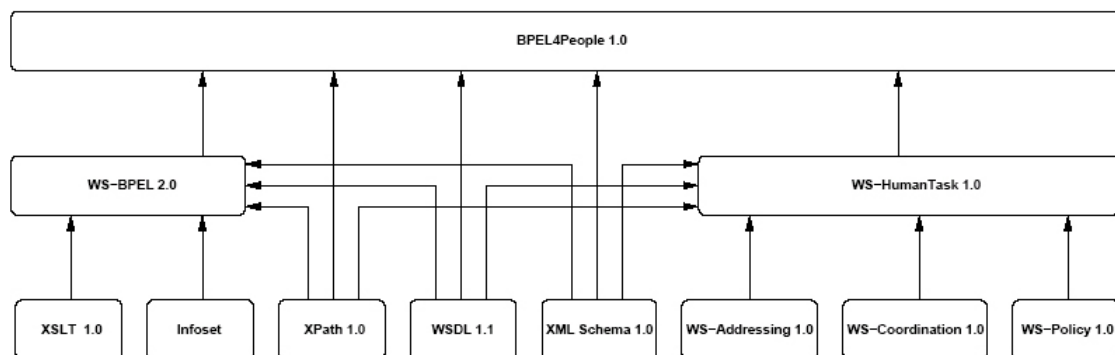 BPEL4People 1.0
WS-BPEL 2.0
WS-HumanTask 1.0
XSLT 1.0
Infoset
XPath 1.0
WSDL 1.1
XML Schema 1.0
WS-Addressing 1.0
WS-Coordination 1.0
WS-Policy 1.0